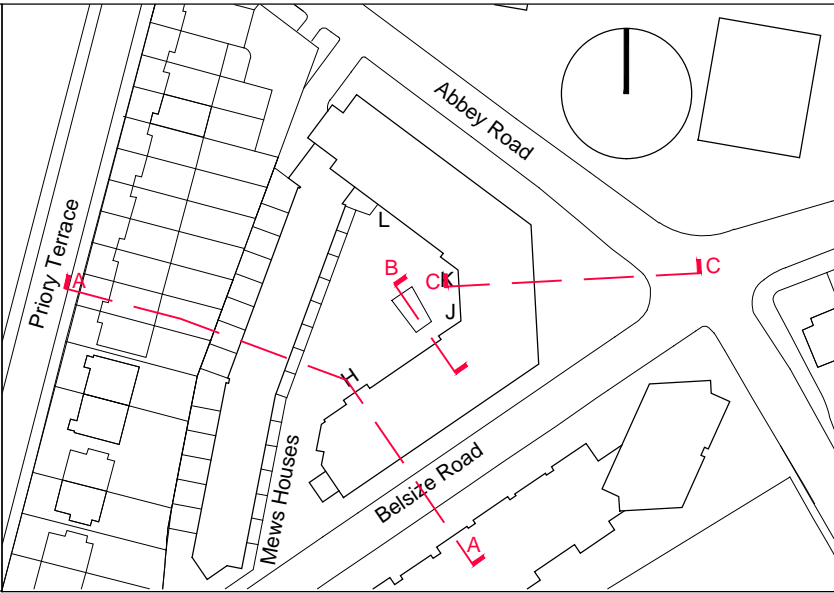 Abbey Road
Priory Terrace
L
B
C
K
C
A
J
H
Mews Houses
Belsize Road
A